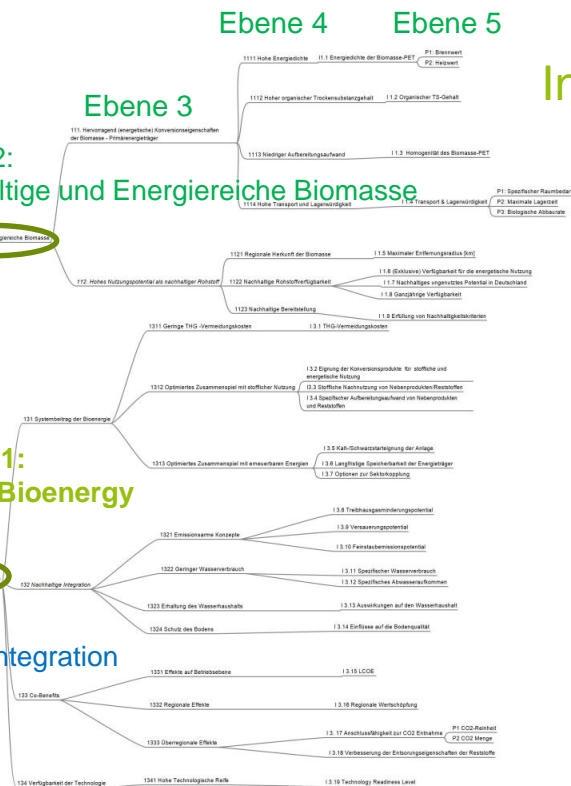 Ebene 4
Ebene 5
In
Ebene 3
1111 Hohe Energiedichte
I1.1 Energiedichte der Biomasse-PET
P1: Brennwert
P2: Heizwert
1112 Hoher organischer Trockensubstanzgehalt
I 1.2 Organischer TS-Gehalt
111. Hervorragend (energetische) Konversionseigenschaften
der Biomasse - Primärenergieträger
1113 Niedriger Aufbereitungsaufwand
I 1.3 Homogenität des Biomasse-PET
2:
ltige und Energiereiche Biomasse
1114 Hohe Transport und Lagerwürdigkeit
I 1.4 Transport & Lagerwürdigkeit
P1: Spezifischer Raumbedarf
P2: Maximale Lagerzeit
P3: Biologische Abbaurate
giereiche Biomasse
1121 Regionale Herkunft der Biomasse
I 1.5 Maximaler Entfernungsradius [km]
112. Hohes Nutzungspotential als nachhaltiger Rohstoff
1122 Nachhaltige Rohstoffverfügbarkeit
I 1.6 (Exklusive) Verfügbarkeit für die energetische Nutzung
I 1.7 Nachhaltiges ungenutztes Potential in Deutschland
I 1.8 Ganzjährige Verfügbarkeit
1123 Nachhaltige Bereitstellung
I 1.9 Erfüllung von Nachhaltigkeitskriterien
1311 Geringe THG -Vermeidungskosten
I 3.1 THG-Vermeidungskosten
131 Systembeitrag der Bioenergie
1312 Optimiertes Zusammenspiel mit stofflicher Nutzung
I 3.2 Eignung der Konversionsprodukte für stoffliche und
energetische Nutzung
I3.3 Stoffliche Nachnutzung von Nebenprodukten/Reststoffen
I 3.4 Spezifischer Aufbereitungsaufwand von Nebenprodukten
und Reststoffen
1313 Optimiertes Zusammenspiel mit erneuerbaren Energien
I 3.5 Kalt-/Schwarzstarteignung der Anlage
I 3.6 Langfristige Speicherbarkeit der Energieträger
I 3.7 Optionen zur Sektorkopplung
1:
Bioenergy
1321 Emissionsarme Konzepte
I 3.8 Treibhausgasminderungspotential
I 3.9 Versauerungspotential
I 3.10 Feinstaubemissionspotential
132 Nachhaltige Integration
1322 Geringer Wasserverbrauch
I 3.11 Spezifischer Wasserverbrauch
I 3.12 Spezifisches Abwasseraufkommen
1323 Erhaltung des Wasserhaushalts
I 3.13 Auswirkungen auf den Wasserhaushalt
1324 Schutz des Bodens
I 3.14 Einflüsse auf die Bodenqualität
ntegration
1331 Effekte auf Betriebsebene
I 3.15 LCOE
133 Co-Benefits
1332 Regionale Effekte
I 3.16 Regionale Wertschöpfung
1333 Überregionale Effekte
I 3. 17 Anschlussfähigkeit zur CO2 Entnahme
P1 CO2-Reinheit
P2 CO2 Menge
I 3.18 Verbesserung der Entsorungseigenschaften der Reststoffe
134 Verfügbarkeit der Technologie
1341 Hohe Technologische Reife
I 3.19 Technology Readiness Level